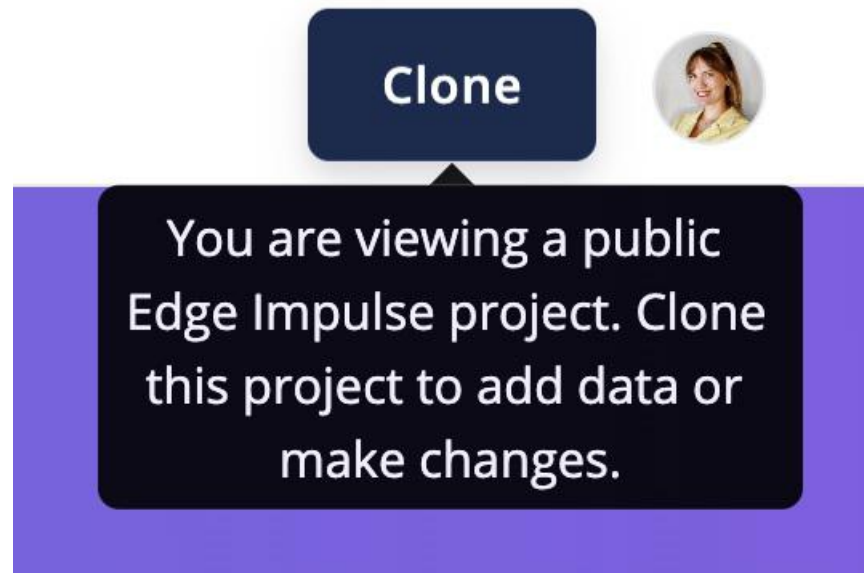 Clone
You are viewing a public
Edge Impulse project. Clone
this project to add data or
make changes.